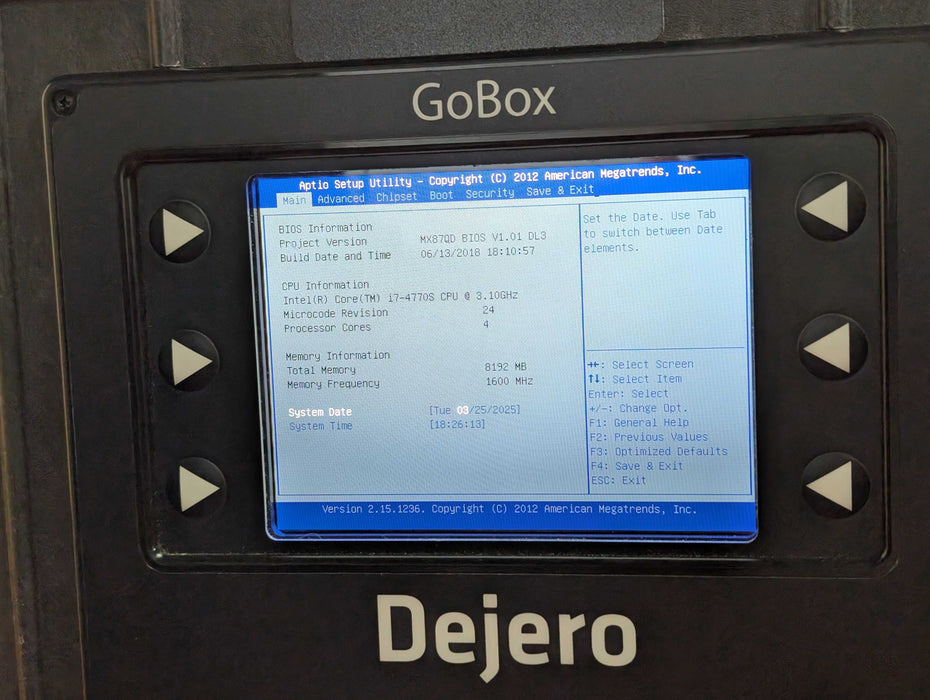 GoBox
Aptio Setup Utility - Copyright (C) 2012 American Megatrends, Inc.
Main Advanced Chipset Boot Security Save & Exit
BIOS Information
Project Version MX87QD BIOS V1.01 DL3
Build Date and Time 06/13/2018 18:10:57
CPU Information
Intel(R) Core(TM) i7-4770S CPU @ 3.10GHz
Microcode Revision 24
Processor Cores 4
Memory Information
Total Memory 8192 MB
Memory Frequency 1600 MHz
System Date [Tue 03/25/2025]
System Time [18:26:13]
Set the Date. Use Tab
to switch between Date
elements.
→←: Select Screen
↑↓: Select Item
Enter: Select
+/-: Change Opt.
F1: General Help
F2: Previous Values
F3: Optimized Defaults
F4: Save & Exit
ESC: Exit
Version 2.15.1236. Copyright (C) 2012 American Megatrends, Inc.
Dejero